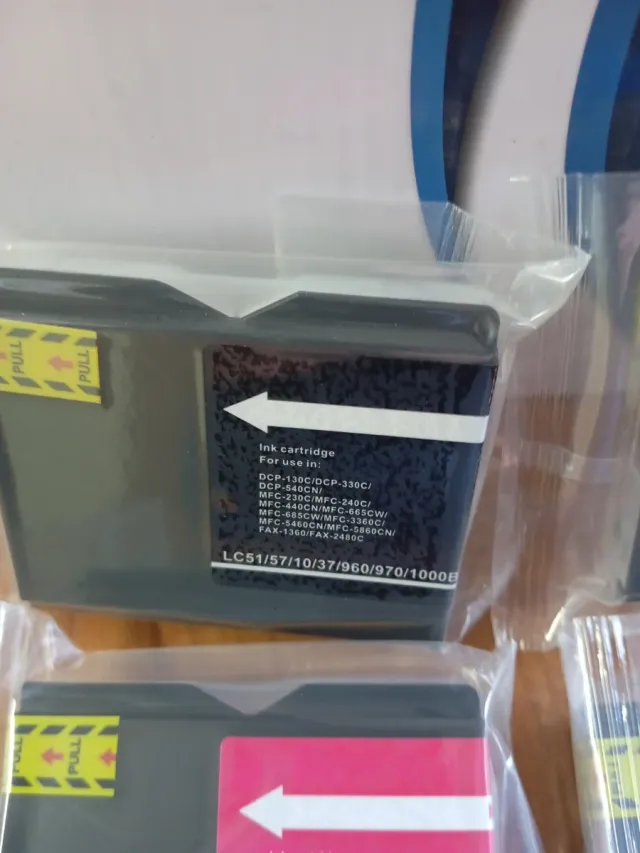 PULL
Ink cartridge
For use in:
DCP-130C/DCP-330C/
DCP-540CN/
MFC-230C/MFC-240C/
MFC-440CN/MFC-665CW/
MFC-685CW/MFC-3360C/
MFC-5460CN/MFC-5860CN/
FAX-1360/FAX-2480C
LC51/57/10/37/960/970/1000B
PULL
PULL